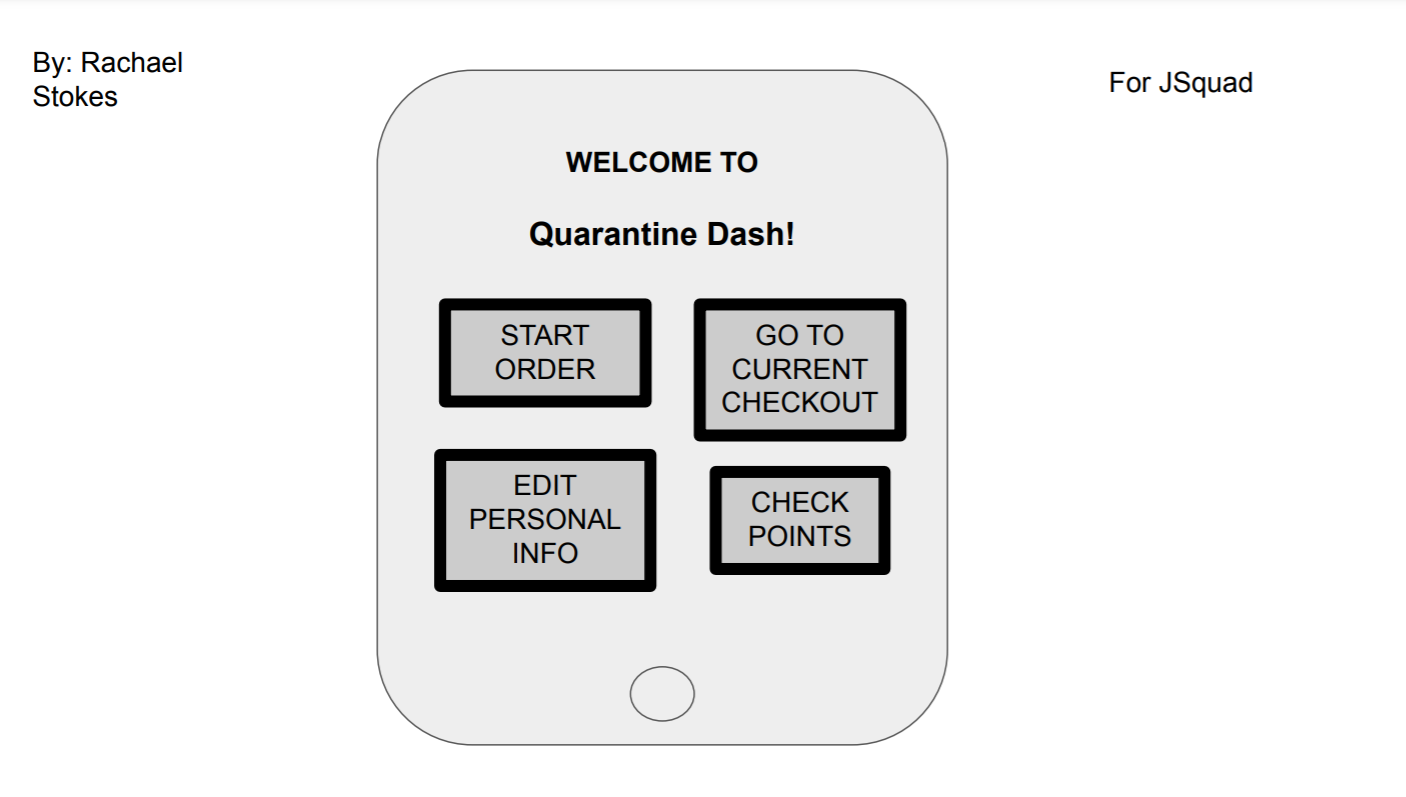 By: Rachael
Stokes
For JSquad
WELCOME TO
Quarantine Dash!
START
ORDER
GO TO
CURRENT
CHECKOUT
EDIT
PERSONAL
INFO
CHECK
POINTS